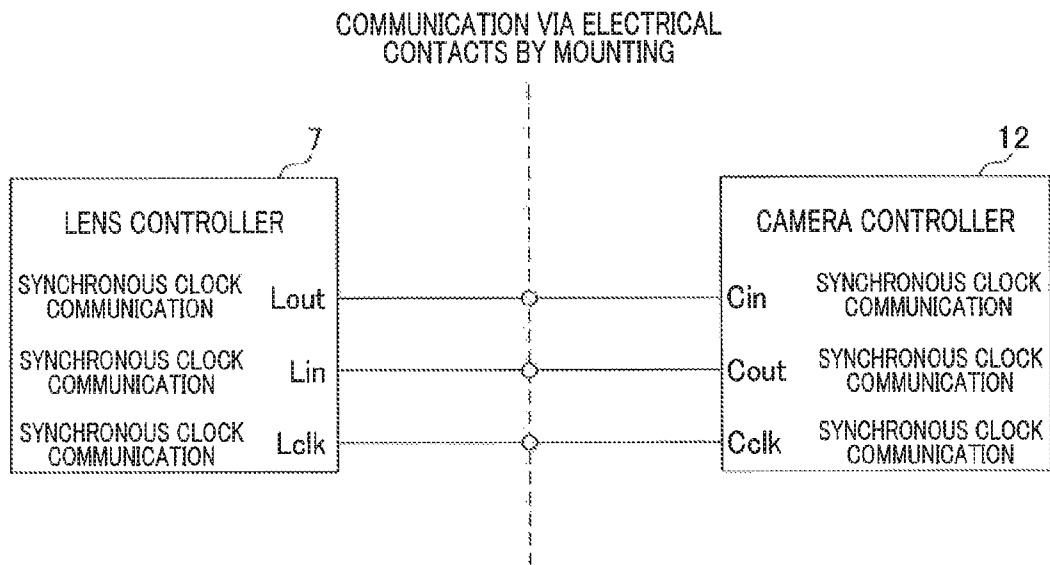 COMMUNICATION VIA ELECTRICAL
CONTACTS BY MOUNTING
7
12
LENS CONTROLLER
CAMERA CONTROLLER
SYNCHRONOUS CLOCK
COMMUNICATION
Lout
Cin
SYNCHRONOUS CLOCK
COMMUNICATION
SYNCHRONOUS CLOCK
COMMUNICATION
Lin
Cout
SYNCHRONOUS CLOCK
COMMUNICATION
SYNCHRONOUS CLOCK
COMMUNICATION
Lclk
Cclk
SYNCHRONOUS CLOCK
COMMUNICATION